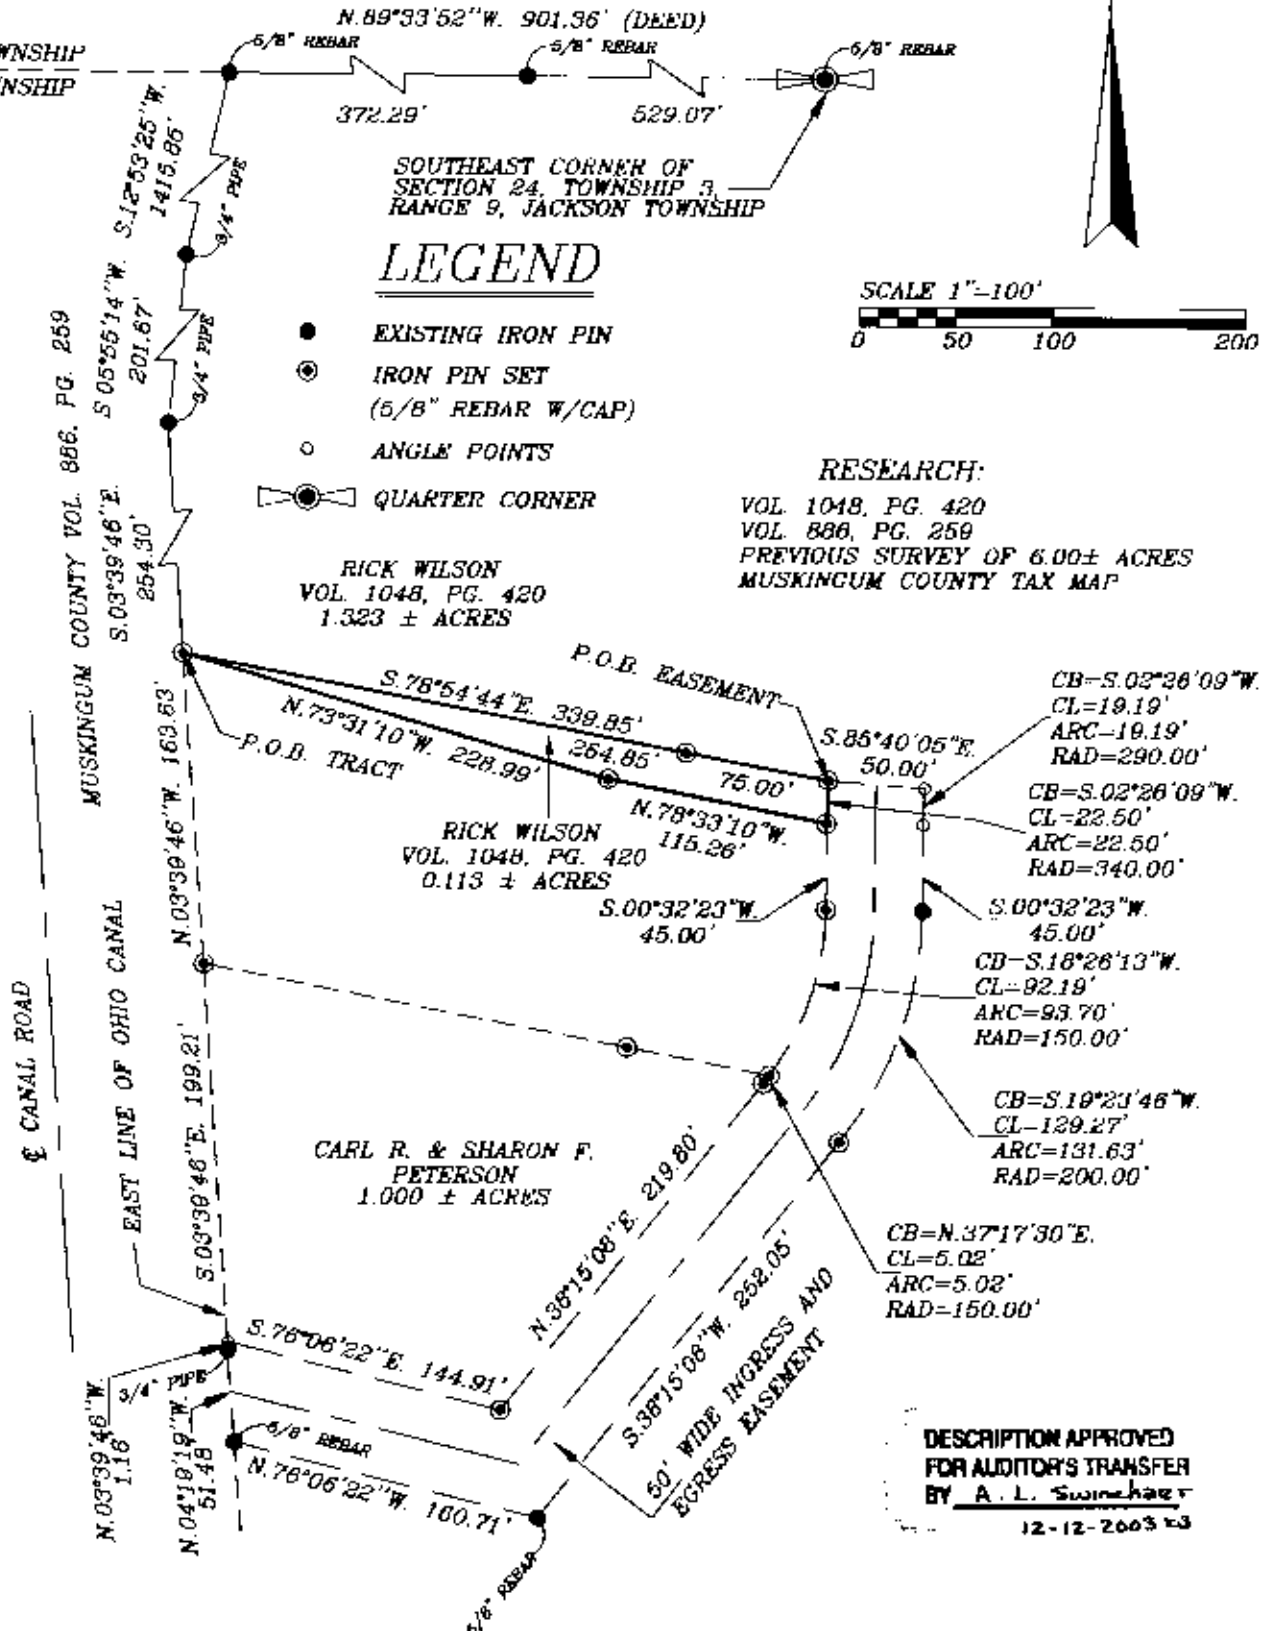 N.89°33'52"W. 901.36' (DEED)
5/8" REBAR
5/8" REBAR
5/8" REBAR
WNSHIP
NSHIP
372.29'
529.07'
S.12°53'25"W.
1415.86'
3/4" PIPE
SOUTHEAST CORNER OF
SECTION 24, TOWNSHIP 3,
RANGE 9, JACKSON TOWNSHIP
LEGEND
EXISTING IRON PIN
IRON PIN SET
(5/8" REBAR W/CAP)
ANGLE POINTS
QUARTER CORNER
SCALE 1"=100'
0 50 100 200
S 05°55'14"W.
201.67'
3/4" PIPE
MUSKINGUM COUNTY VOL. 886. PG. 259
S.03°39'46"E.
254.30'
RESEARCH:
VOL. 1048, PG. 420
VOL. 886, PG. 259
PREVIOUS SURVEY OF 6.00± ACRES
MUSKINGUM COUNTY TAX MAP
RICK WILSON
VOL. 1048, PG. 420
1.323 ± ACRES
P.O.B. EASEMENT
S.78°54'44"E. 339.85'
264.85'
75.00'
N.73°31'10"W. 228.99'
P.O.B. TRACT
N.78°33'10"W.
115.26'
S.85°40'05"E.
50.00'
CB=S.02°26'09"W.
CL=19.19'
ARC=19.19'
RAD=290.00'
CB=S.02°26'09"W.
CL=22.50'
ARC=22.50'
RAD=340.00'
RICK WILSON
VOL. 1048, PG. 420
0.113 ± ACRES
N.03°39'46"W. 163.63'
S.00°32'23"W.
45.00'
S.00°32'23"W.
45.00'
CB=S.18°26'13"W.
CL=92.19'
ARC=93.70'
RAD=150.00'
℄ CANAL ROAD
EAST LINE OF OHIO CANAL
S.03°39'46"E. 199.21'
CARL R. & SHARON F.
PETERSON
1.000 ± ACRES
CB=S.19°23'46"W.
CL=129.27'
ARC=131.63'
RAD=200.00'
N.38°15'08"E. 219.80'
S.38°15'08"W. 252.05'
CB=N.37°17'30"E.
CL=5.02'
ARC=5.02'
RAD=150.00'
50' WIDE INGRESS AND
EGRESS EASEMENT
S.76°06'22"E. 144.91'
3/4" PIPE
N.03°39'46"W.
1.16'
N.04°19'19"W.
51.48'
5/8" REBAR
N.76°06'22"W. 160.71'
5/8" REBAR
DESCRIPTION APPROVED
FOR AUDITOR'S TRANSFER
BY A. L. Swinehart
12-12-2003